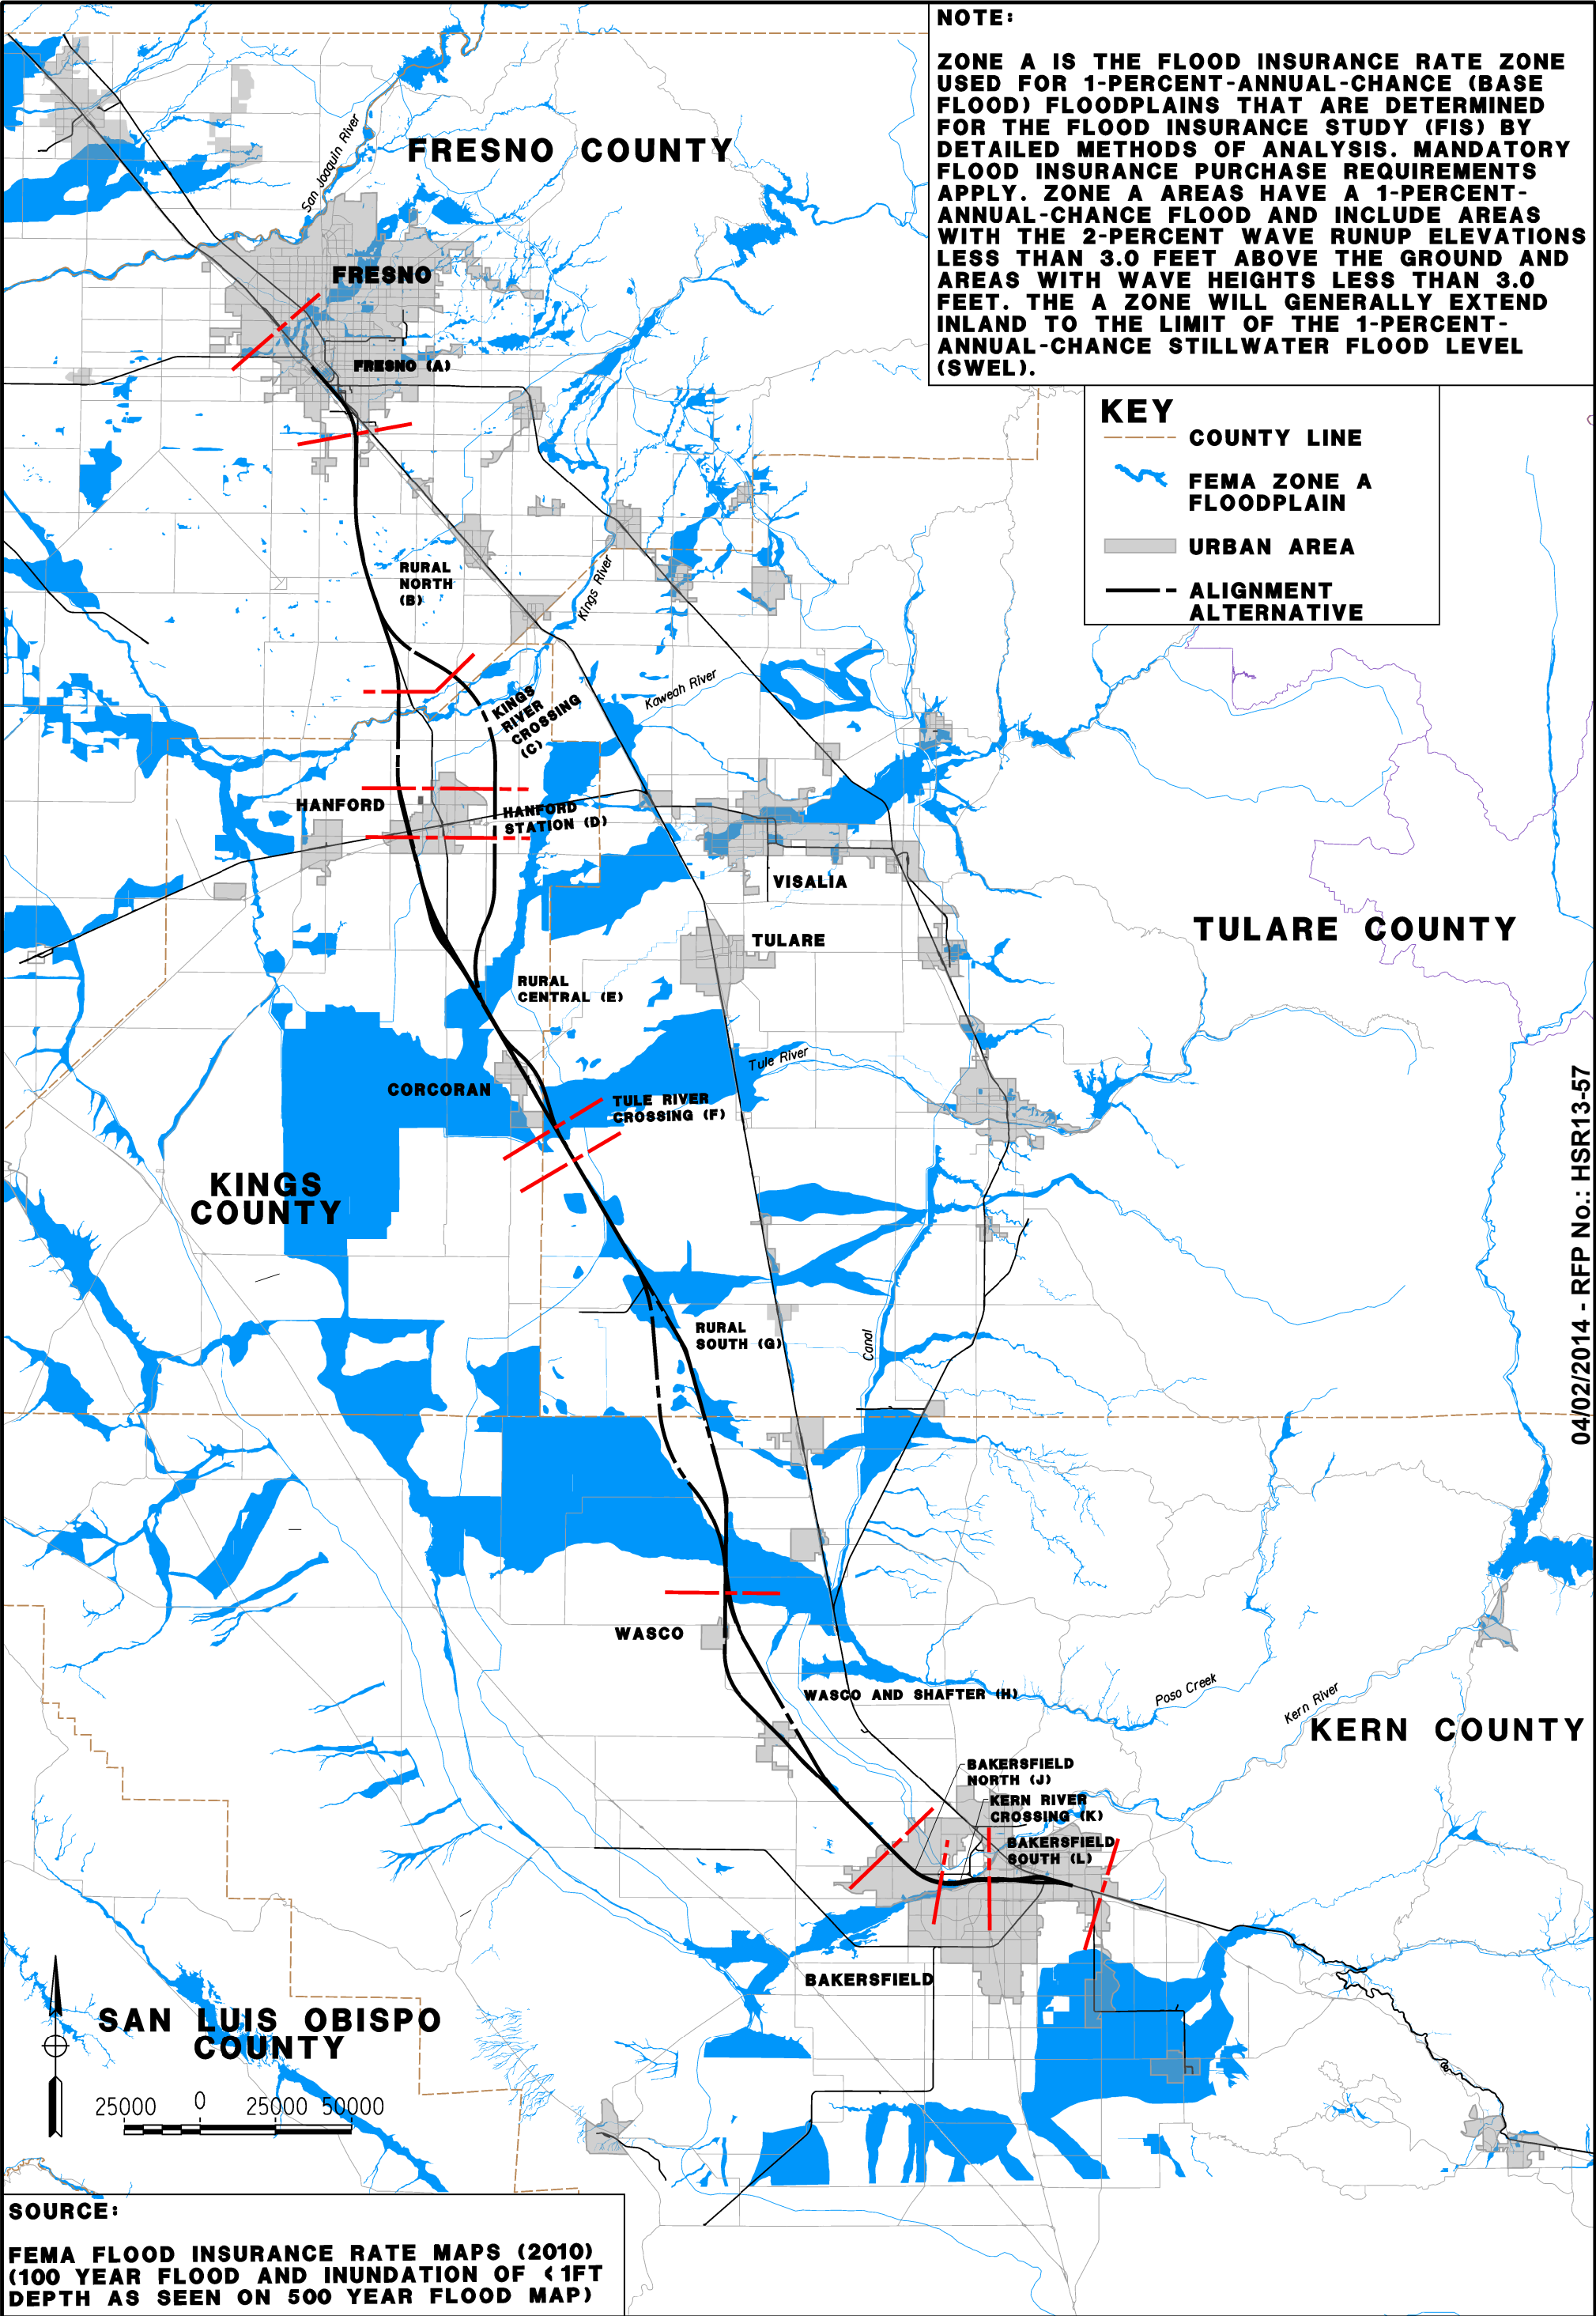 NOTE:
ZONE A IS THE FLOOD INSURANCE RATE ZONE
USED FOR 1-PERCENT-ANNUAL-CHANCE (BASE
FLOOD) FLOODPLAINS THAT ARE DETERMINED
FOR THE FLOOD INSURANCE STUDY (FIS) BY
DETAILED METHODS OF ANALYSIS. MANDATORY
FLOOD INSURANCE PURCHASE REQUIREMENTS
APPLY. ZONE A AREAS HAVE A 1-PERCENT-
ANNUAL-CHANCE FLOOD AND INCLUDE AREAS
WITH THE 2-PERCENT WAVE RUNUP ELEVATIONS
LESS THAN 3.0 FEET ABOVE THE GROUND AND
AREAS WITH WAVE HEIGHTS LESS THAN 3.0
FEET. THE A ZONE WILL GENERALLY EXTEND
INLAND TO THE LIMIT OF THE 1-PERCENT-
ANNUAL-CHANCE STILLWATER FLOOD LEVEL
(SWEL).
KEY
COUNTY LINE
FEMA ZONE A
FLOODPLAIN
URBAN AREA
ALIGNMENT
ALTERNATIVE
FRESNO COUNTY
San Joaquin River
FRESNO
FRESNO (A)
RURAL
NORTH
(B)
Kings River
KINGS
RIVER
CROSSING
(C)
Kaweah River
HANFORD
HANFORD
STATION (D)
VISALIA
TULARE
TULARE COUNTY
RURAL
CENTRAL (E)
Tule River
CORCORAN
TULE RIVER
CROSSING (F)
KINGS
COUNTY
RURAL
SOUTH (G)
Canal
WASCO
WASCO AND SHAFTER (H)
Poso Creek
Kern River
KERN COUNTY
BAKERSFIELD
NORTH (J)
KERN RIVER
CROSSING (K)
BAKERSFIELD
SOUTH (L)
BAKERSFIELD
SAN LUIS OBISPO
COUNTY
25000 0 25000 50000
SOURCE:
FEMA FLOOD INSURANCE RATE MAPS (2010)
(100 YEAR FLOOD AND INUNDATION OF <1FT
DEPTH AS SEEN ON 500 YEAR FLOOD MAP)
04/02/2014 - RFP No.: HSR13-57